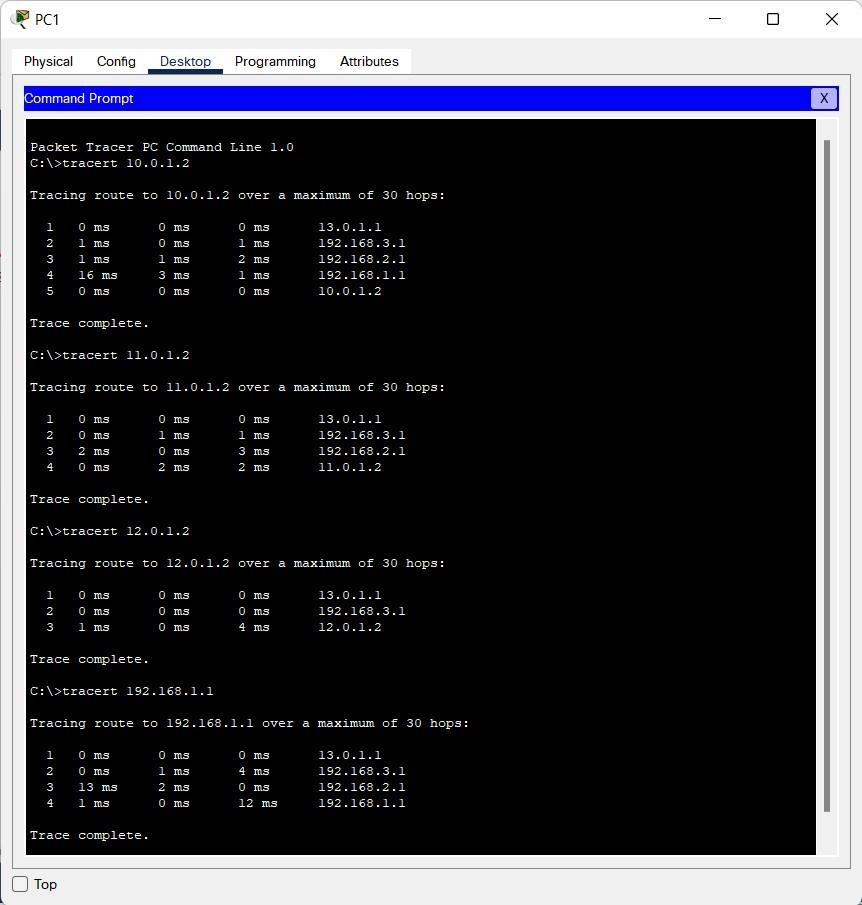 PC1
Physical Config Desktop Programming Attributes
Command Prompt X
Packet Tracer PC Command Line 1.0
C:\>tracert 10.0.1.2
Tracing route to 10.0.1.2 over a maximum of 30 hops:
1 0 ms 0 ms 0 ms 13.0.1.1
2 1 ms 0 ms 1 ms 192.168.3.1
3 1 ms 1 ms 2 ms 192.168.2.1
4 16 ms 3 ms 1 ms 192.168.1.1
5 0 ms 0 ms 0 ms 10.0.1.2
Trace complete.
C:\>tracert 11.0.1.2
Tracing route to 11.0.1.2 over a maximum of 30 hops:
1 0 ms 0 ms 0 ms 13.0.1.1
2 0 ms 1 ms 1 ms 192.168.3.1
3 2 ms 0 ms 3 ms 192.168.2.1
4 0 ms 2 ms 2 ms 11.0.1.2
Trace complete.
C:\>tracert 12.0.1.2
Tracing route to 12.0.1.2 over a maximum of 30 hops:
1 0 ms 0 ms 0 ms 13.0.1.1
2 0 ms 0 ms 0 ms 192.168.3.1
3 1 ms 0 ms 4 ms 12.0.1.2
Trace complete.
C:\>tracert 192.168.1.1
Tracing route to 192.168.1.1 over a maximum of 30 hops:
1 0 ms 0 ms 0 ms 13.0.1.1
2 0 ms 1 ms 4 ms 192.168.3.1
3 13 ms 2 ms 0 ms 192.168.2.1
4 1 ms 0 ms 12 ms 192.168.1.1
Trace complete.
Top